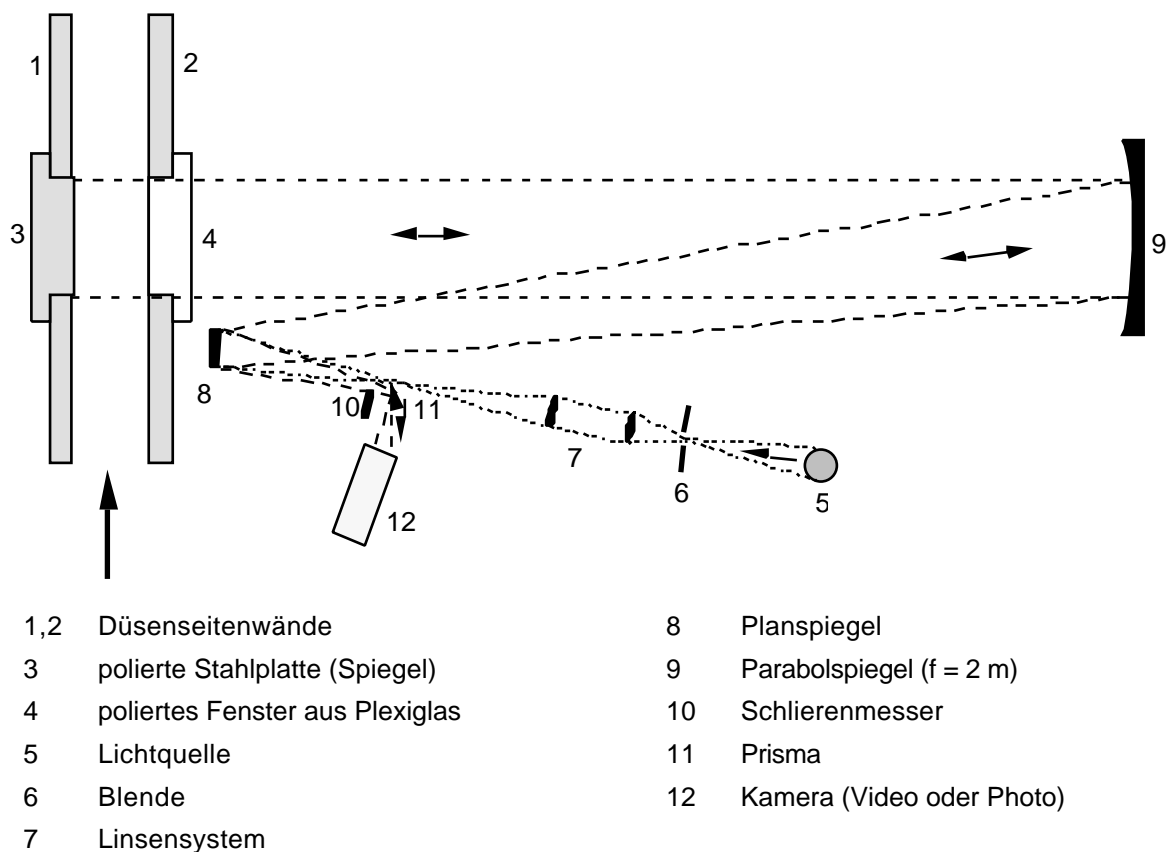 1
2
3
4
9
8
10
11
7
6
5
12
1,2 Düsenseitenwände
3 polierte Stahlplatte (Spiegel)
4 poliertes Fenster aus Plexiglas
5 Lichtquelle
6 Blende
7 Linsensystem
8 Planspiegel
9 Parabolspiegel (f = 2 m)
10 Schlierenmesser
11 Prisma
12 Kamera (Video oder Photo)